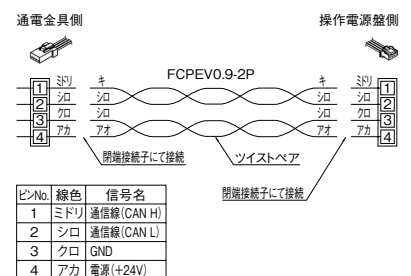 通電金具側
操作電源盤側
FCPEV0.9-2P
1 ミドリ キ キ ミドリ 1
2 シロ シロ シロ シロ 2
3 クロ シロ シロ クロ 3
4 アカ アオ アオ アカ 4
閉端接続子にて接続
ツイストペア
閉端接続子にて接続
ピンNo. 線色 信号名
1 ミドリ 通信線(CAN H)
2 シロ 通信線(CAN L)
3 クロ GND
4 アカ 電源(+24V)